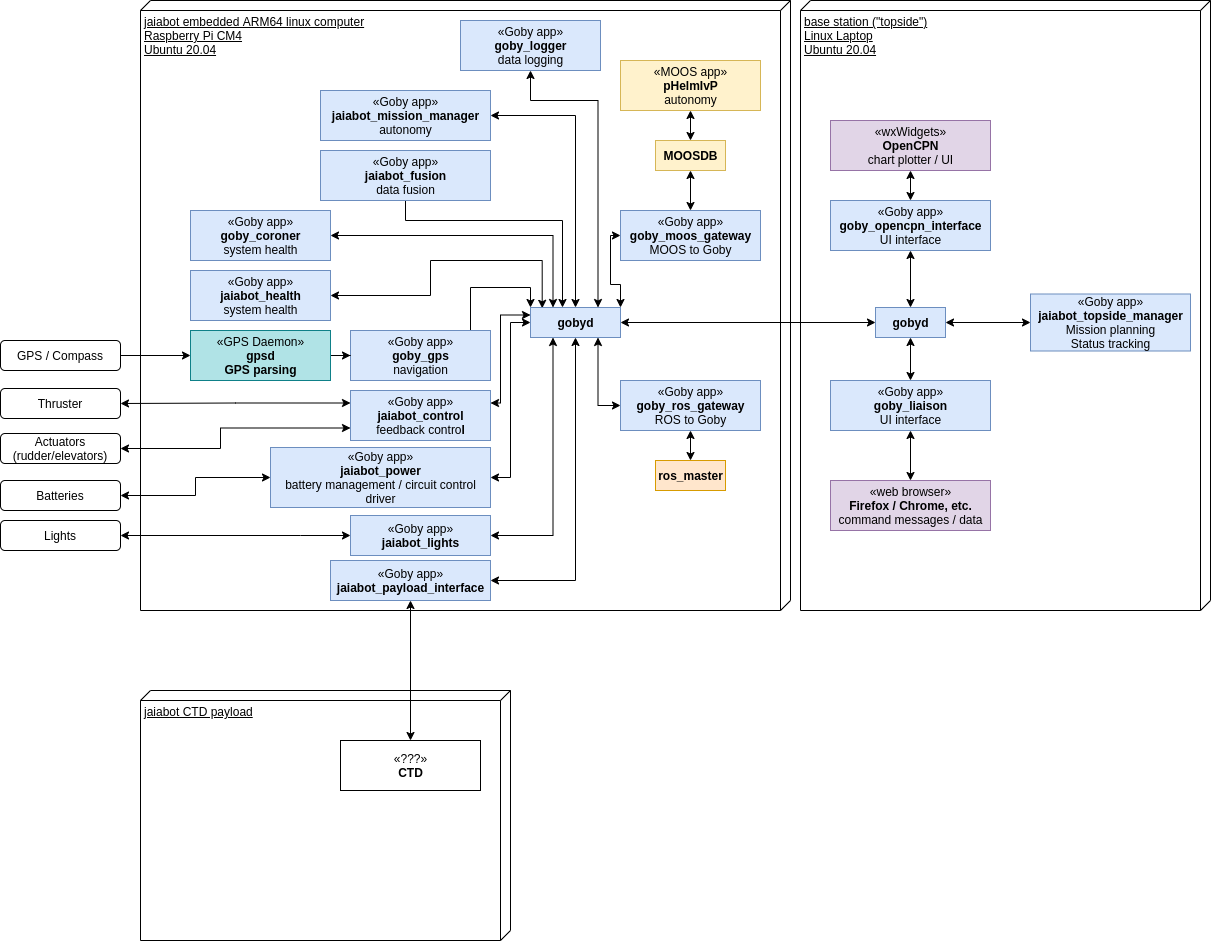 jaiabot embedded ARM64 linux computer
Raspberry Pi CM4
Ubuntu 20.04
«Goby app»
goby_logger
data logging
«MOOS app»
pHelmIvP
autonomy
«Goby app»
jaiabot_mission_manager
autonomy
MOOSDB
«Goby app»
jaiabot_fusion
data fusion
«Goby app»
goby_coroner
system health
«Goby app»
goby_moos_gateway
MOOS to Goby
«Goby app»
jaiabot_health
system health
gobyd
GPS / Compass
«GPS Daemon»
gpsd
GPS parsing
«Goby app»
goby_gps
navigation
Thruster
«Goby app»
jaiabot_control
feedback control
«Goby app»
goby_ros_gateway
ROS to Goby
Actuators
(rudder/elevators)
«Goby app»
jaiabot_power
battery management / circuit control
driver
ros_master
Batteries
Lights
«Goby app»
jaiabot_lights
«Goby app»
jaiabot_payload_interface
base station ("topside")
Linux Laptop
Ubuntu 20.04
«wxWidgets»
OpenCPN
chart plotter / UI
«Goby app»
goby_opencpn_interface
UI interface
gobyd
«Goby app»
jaiabot_topside_manager
Mission planning
Status tracking
«Goby app»
goby_liaison
UI interface
«web browser»
Firefox / Chrome, etc.
command messages / data
jaiabot CTD payload
«???»
CTD